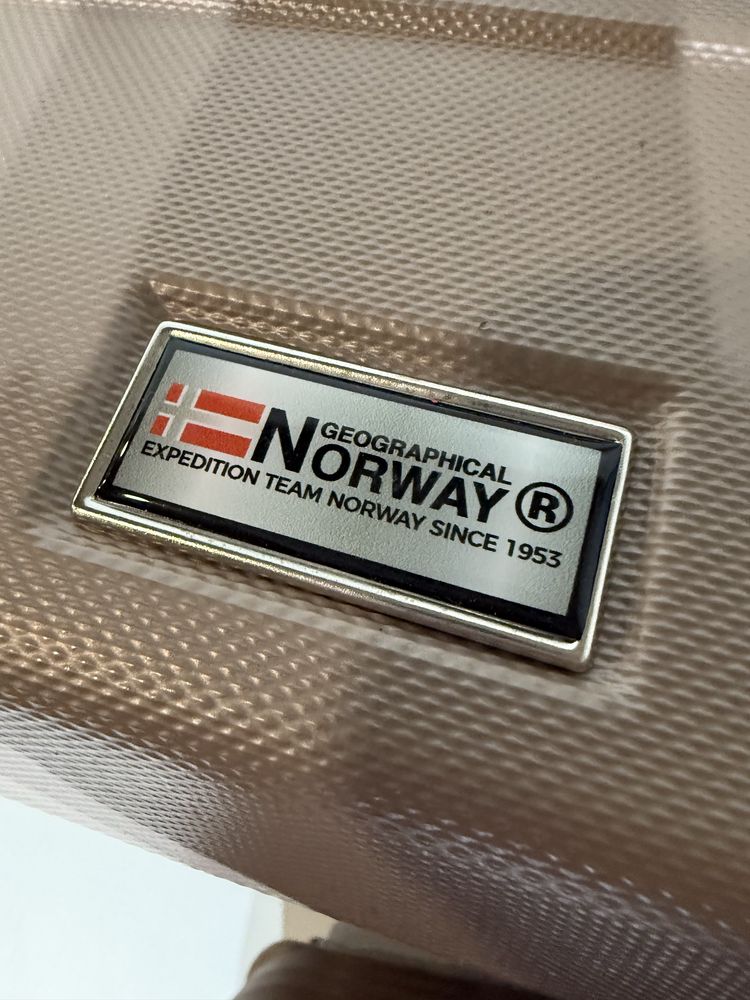 GEOGRAPHICAL
NORWAY ®
EXPEDITION TEAM NORWAY SINCE 1953